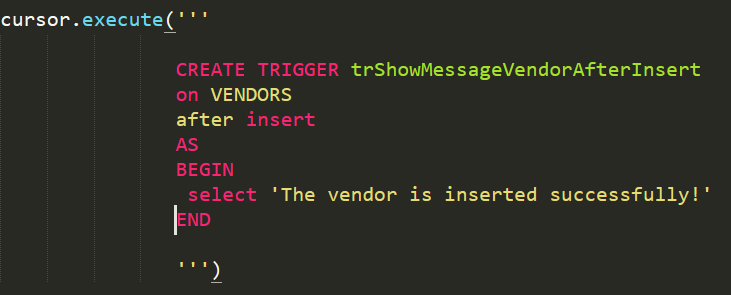 cursor.execute('''
CREATE TRIGGER trShowMessageVendorAfterInsert
on VENDORS
after insert
AS
BEGIN
select 'The vendor is inserted successfully!'
END
''')